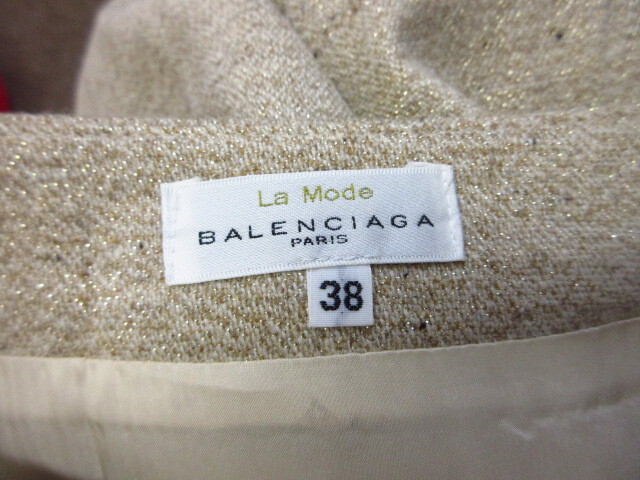 La Mode
BALENCIAGA
PARIS
38